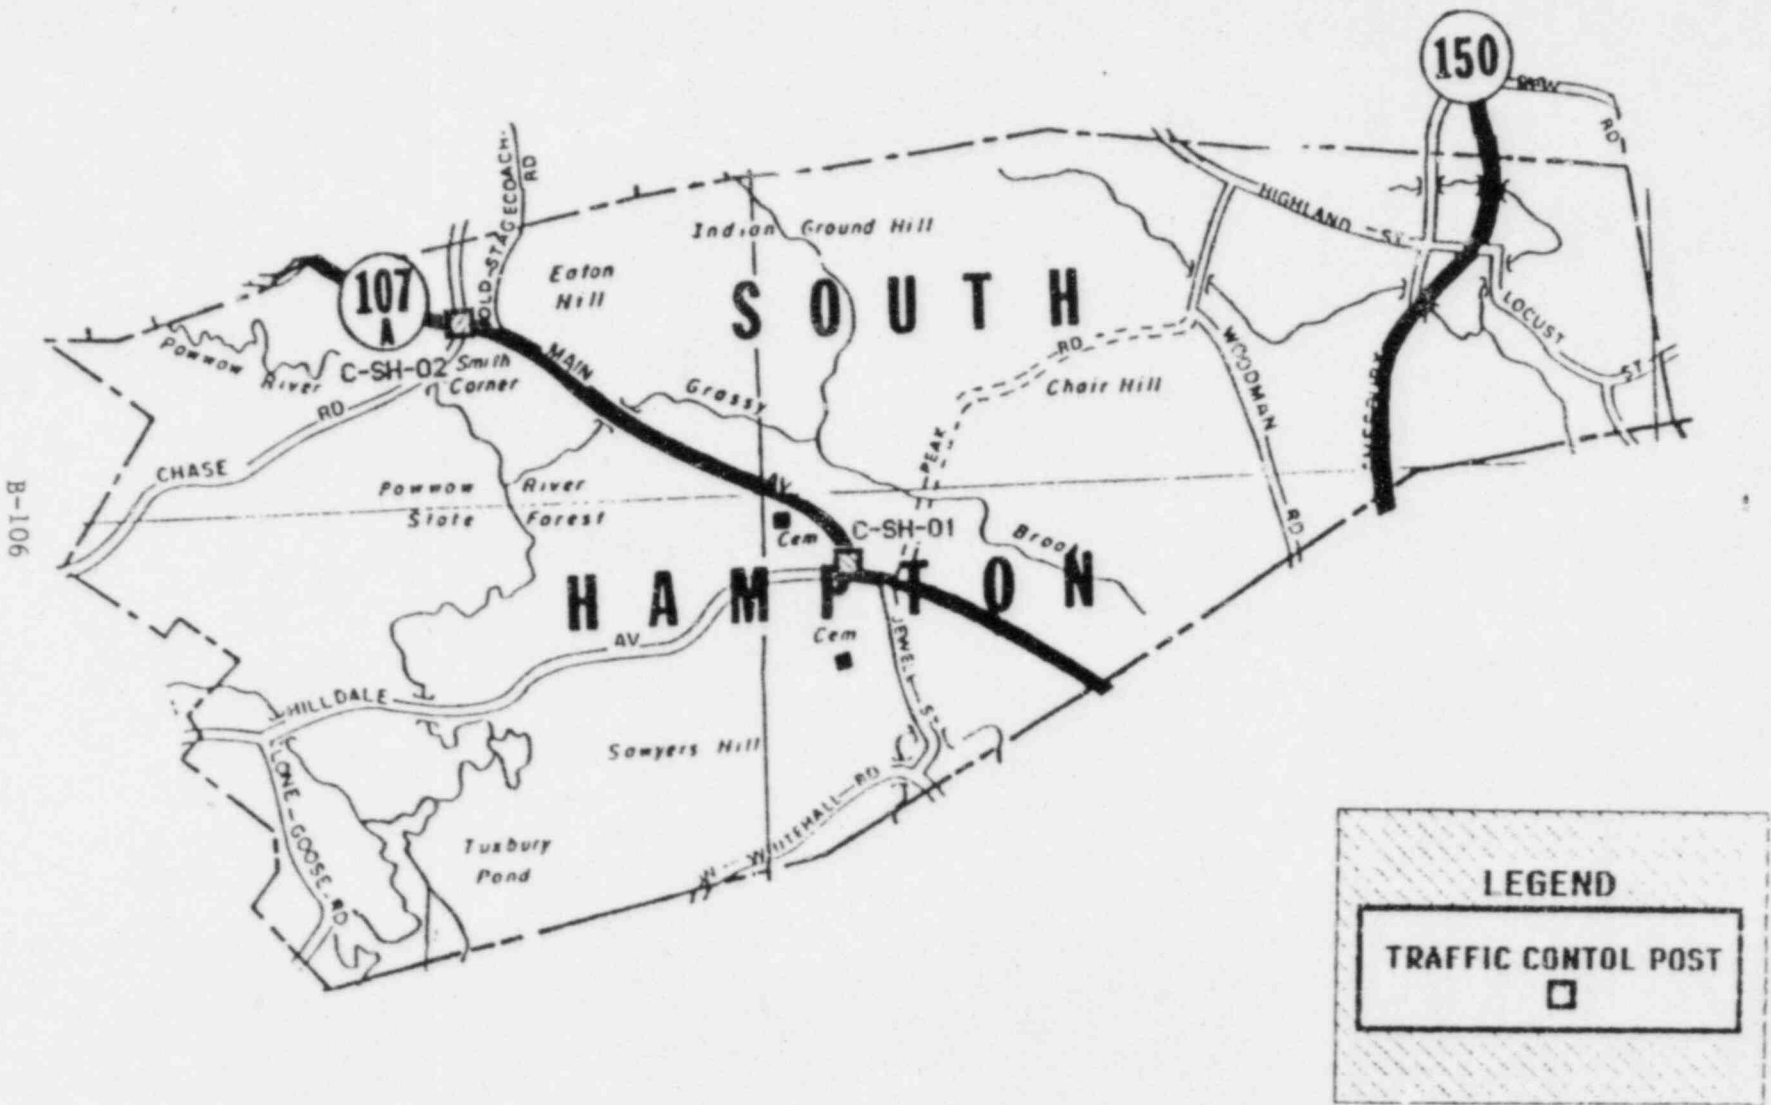 150
ROW
RD
OLD STAGECOACH
RD
HIGHLAND ST
Indian Ground Hill
Eaton
Hill
107
A
SOUTH
LOCUST
ST
Powwow River
C-SH-02
Smith
Corner
MAIN
AV
Grassy
Brook
RD
PEAK
Chair Hill
WOODMAN
RD
CHASE
RD
Powwow River
State Forest
Cem
C-SH-01
HAMPTON
HILLDALE
AV
Cem
JEWELL ST
Sawyers Hill
LONE GOOSE RD
Tuxbury
Pond
W WHITEHALL RD
B-106
LEGEND
TRAFFIC CONTOL POST